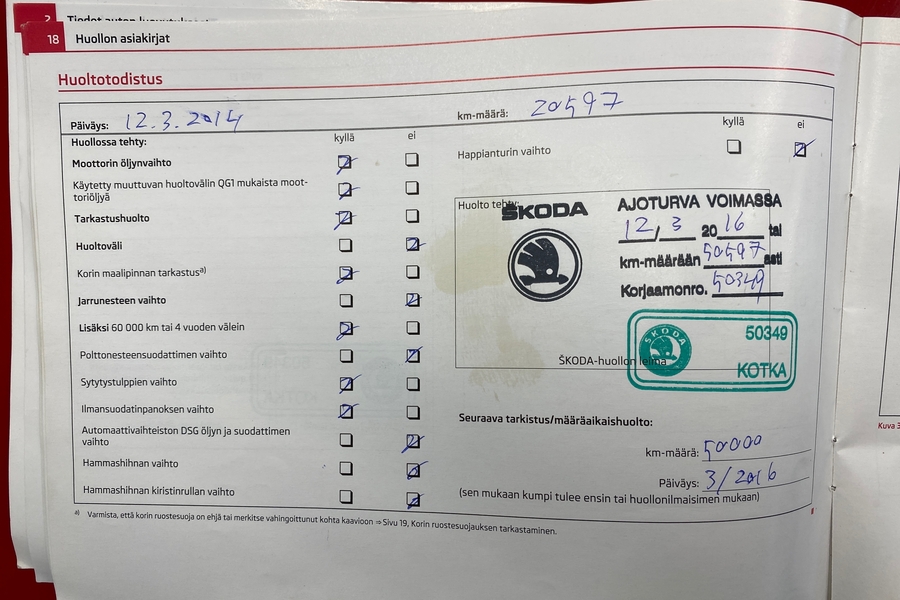 2
18 Huollon asiakirjat
Huoltotodistus
Päiväys: 12.3.2014
km-määrä: 20597
Huollossa tehty: kyllä ei
kyllä ei
Moottorin öljynvaihto
Happianturin vaihto
Käytetty muuttuvan huoltovälin QG1 mukaista moot-
toriöljyä
Tarkastushuolto
Huoltoväli
Korin maalipinnan tarkastus a)
Jarrunesteen vaihto
Lisäksi 60 000 km tai 4 vuoden välein
Polttonesteensuodattimen vaihto
Sytytystulppien vaihto
Ilmansuodatinpanoksen vaihto
Automaattivaihteiston DSG öljyn ja suodattimen
vaihto
Hammashihnan vaihto
Hammashihnan kiristinrullan vaihto
Huolto tehty:
ŠKODA
AJOTURVA VOIMASSA
12/3 2016 tai
km-määrään 50597 asti
Korjaamonro. 50349
ŠKODA
50349
KOTKA
ŠKODA-huollon leima
Seuraava tarkistus/määräaikaishuolto:
km-määrä: 50000
Päiväys: 3/2016
(sen mukaan kumpi tulee ensin tai huollonilmaisimen mukaan)
a) Varmista, että korin ruostesuoja on ehjä tai merkitse vahingoittunut kohta kaavioon ⇒ Sivu 19, Korin ruostesuojauksen tarkastaminen.
Kuva 3